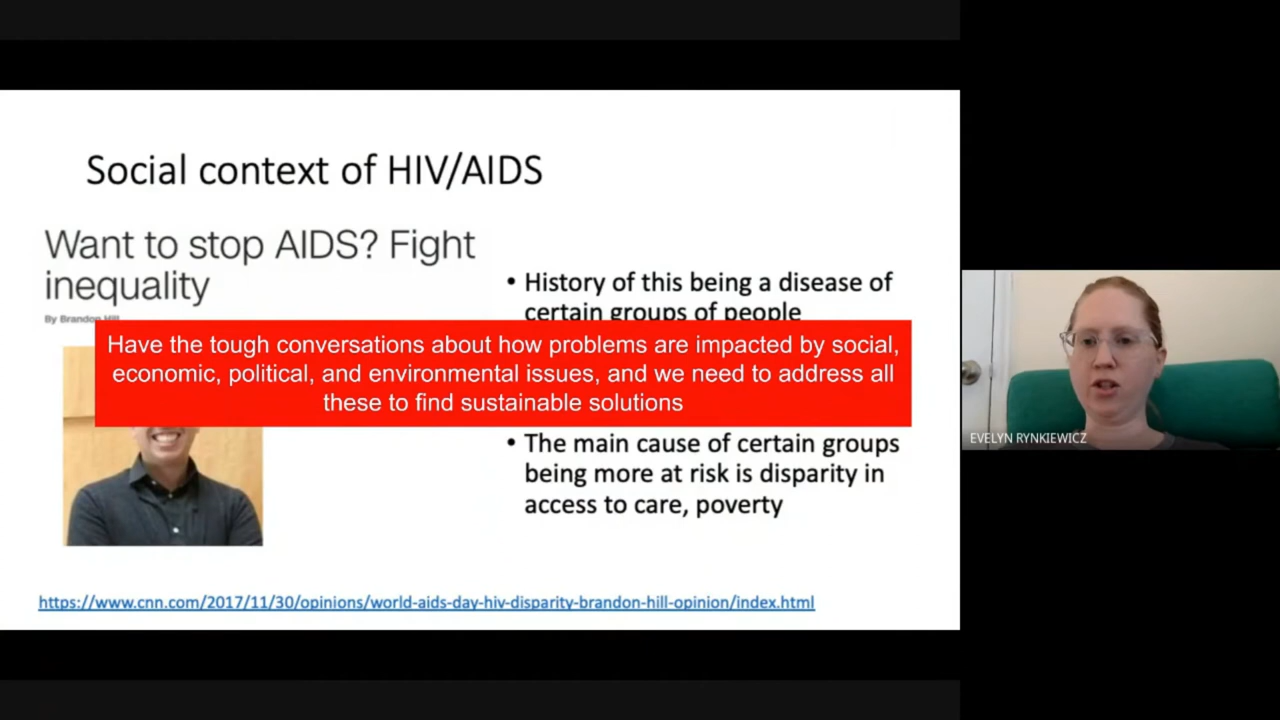 Social context of HIV/AIDS
Want to stop AIDS? Fight
inequality
By Brandon Hill
• History of this being a disease of
certain groups of people
Have the tough conversations about how problems are impacted by social,
economic, political, and environmental issues, and we need to address all
these to find sustainable solutions
• The main cause of certain groups
being more at risk is disparity in
access to care, poverty
https://www.cnn.com/2017/11/30/opinions/world-aids-day-hiv-disparity-brandon-hill-opinion/index.html
EVELYN RYNKIEWICZ